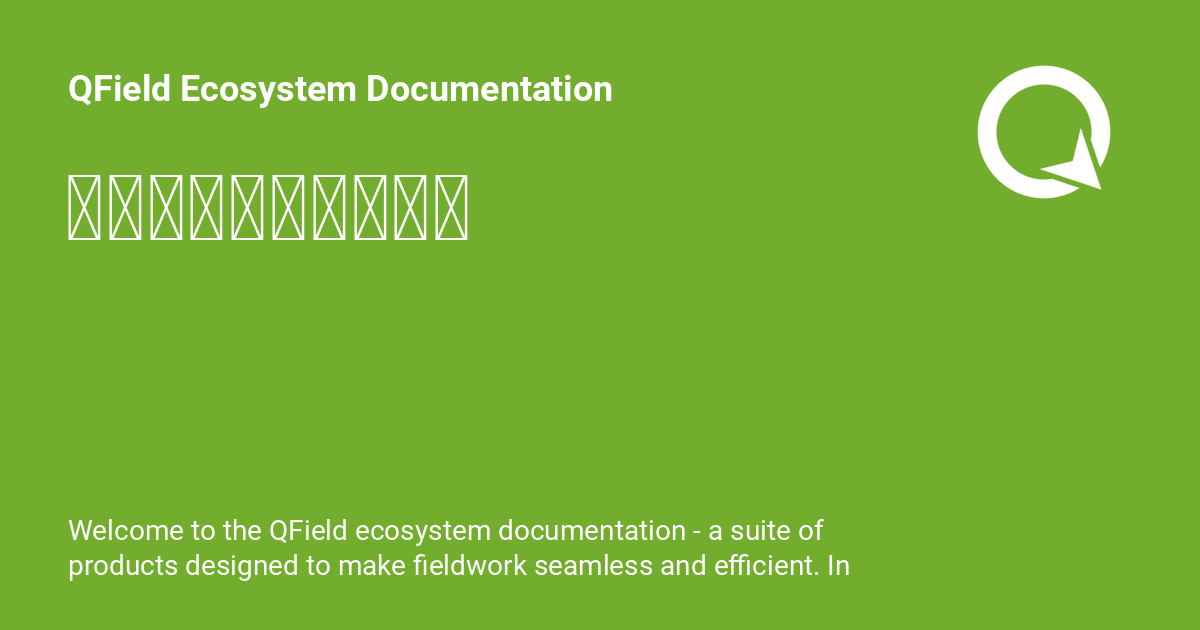 QField Ecosystem Documentation
Welcome to the QField ecosystem documentation - a suite of
products designed to make fieldwork seamless and efficient. In